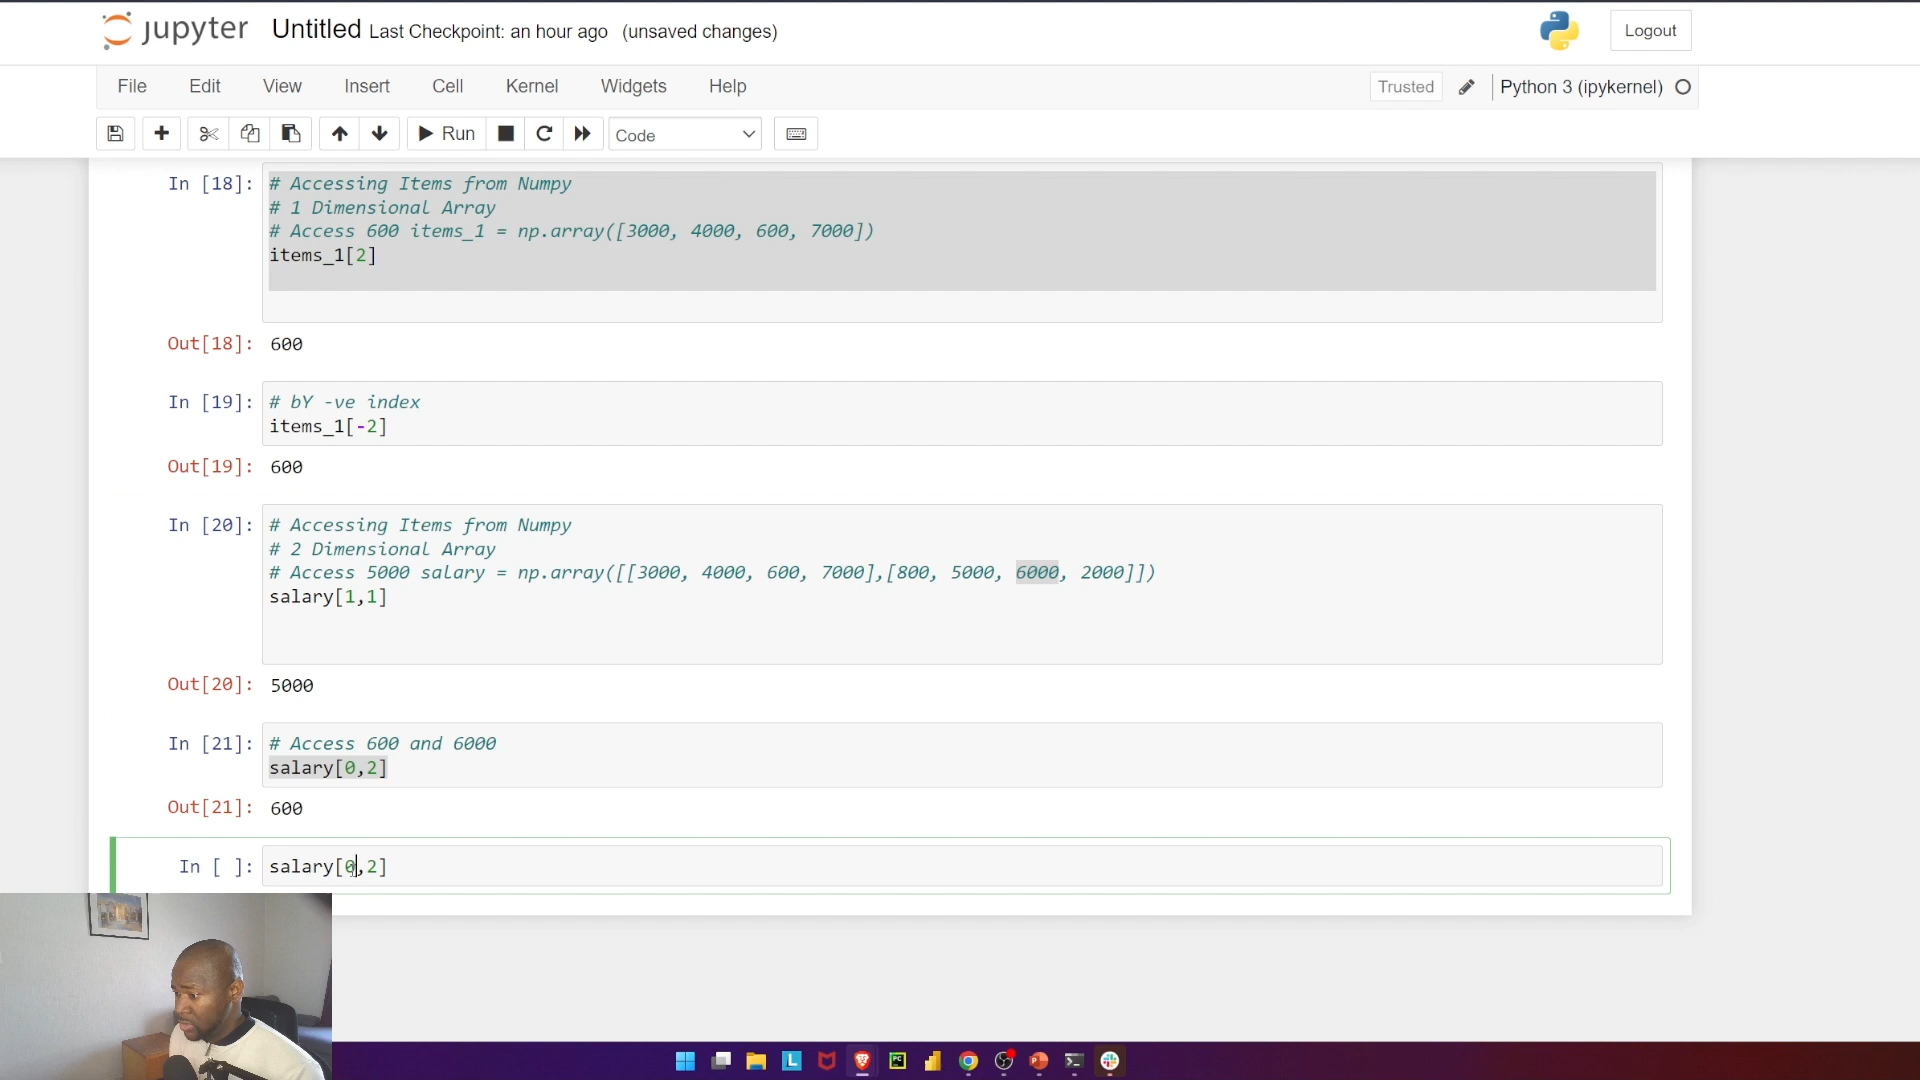 jupyter Untitled Last Checkpoint: an hour ago (unsaved changes)
Logout
File Edit View Insert Cell Kernel Widgets Help
Trusted Python 3 (ipykernel)
Run Code
In [18]: # Accessing Items from Numpy
# 1 Dimensional Array
# Access 600 items_1 = np.array([3000, 4000, 600, 7000])
items_1[2]
Out[18]: 600
In [19]: # bY -ve index
items_1[-2]
Out[19]: 600
In [20]: # Accessing Items from Numpy
# 2 Dimensional Array
# Access 5000 salary = np.array([[3000, 4000, 600, 7000],[800, 5000, 6000, 2000]])
salary[1,1]
Out[20]: 5000
In [21]: # Access 600 and 6000
salary[0,2]
Out[21]: 600
In [ ]: salary[0,2]